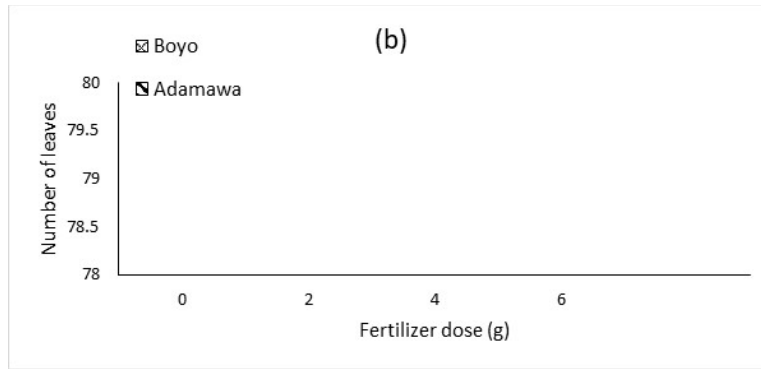 (b)
Boyo
Adamawa
Number of leaves
80
79.5
79
78.5
78
0 2 4 6
Fertilizer dose (g)